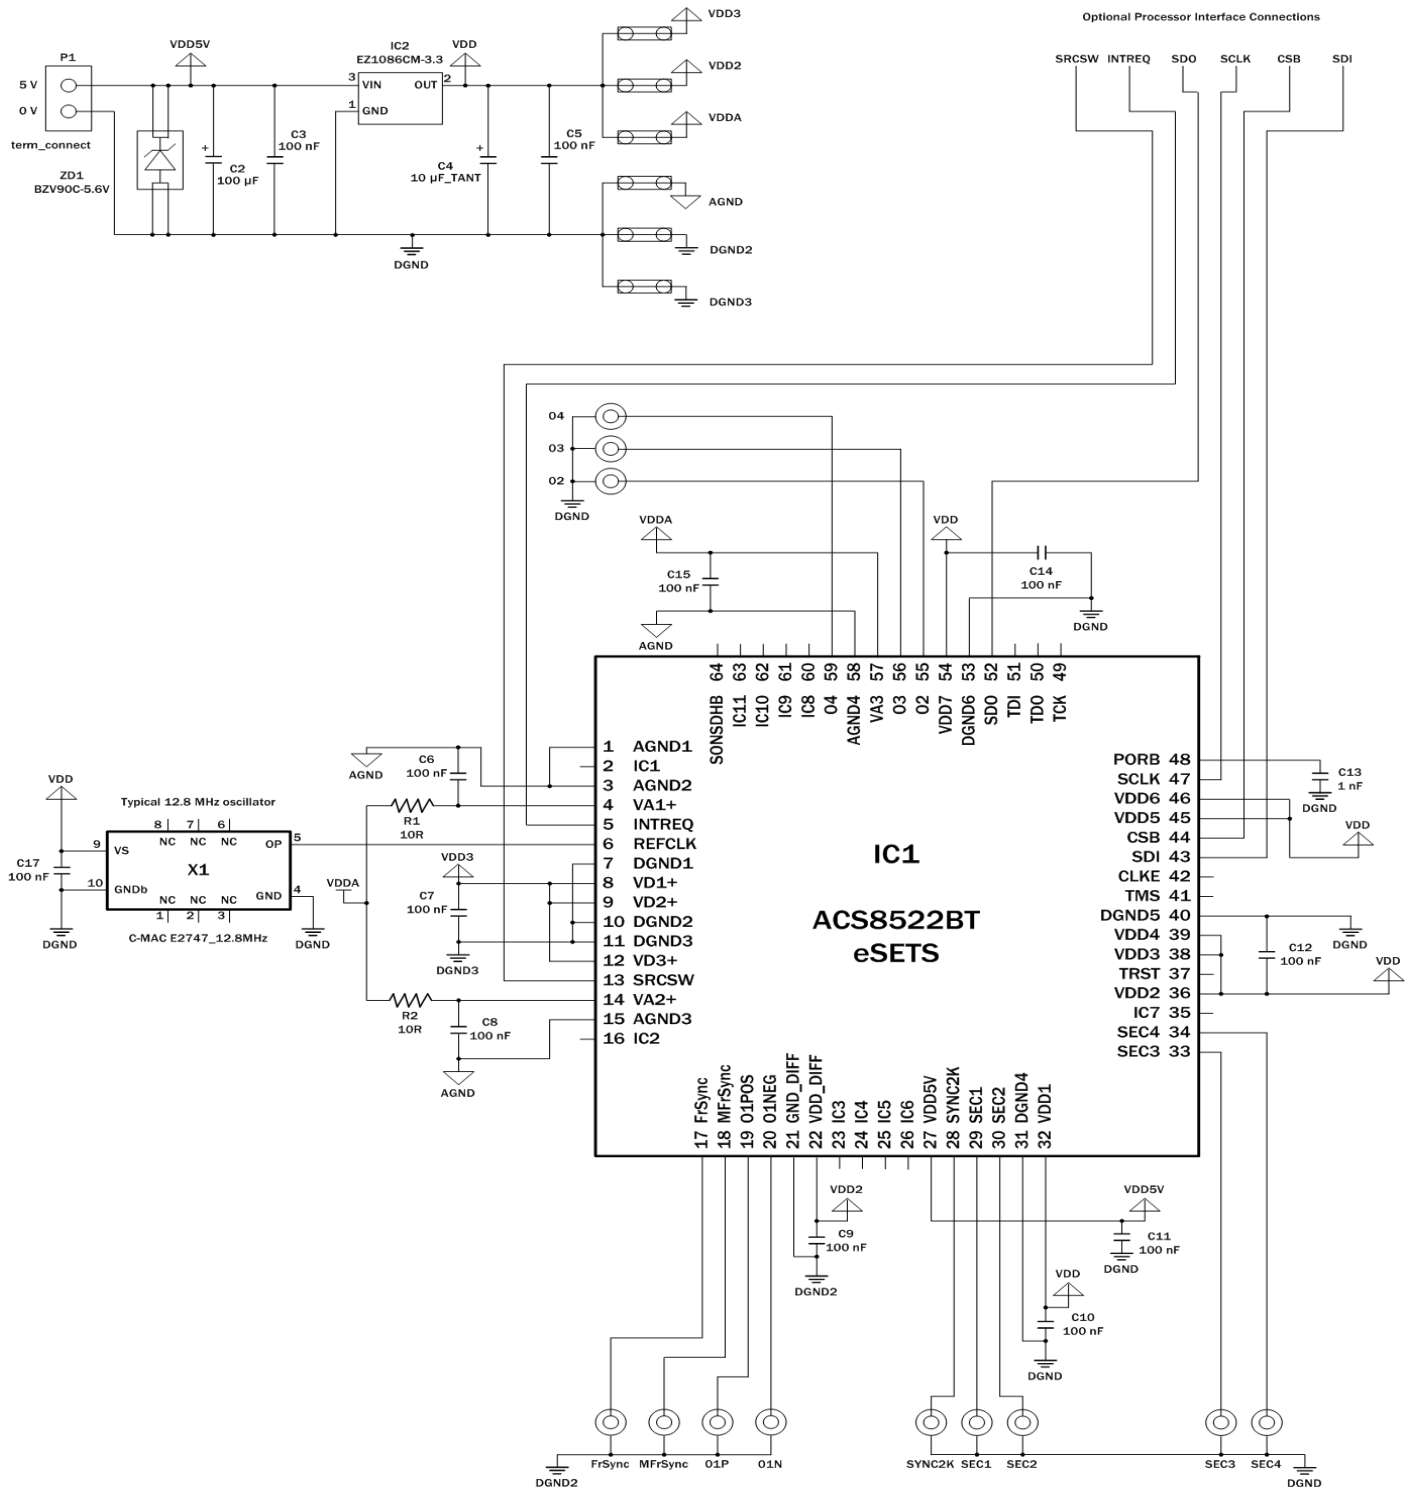 Optional Processor Interface Connections
SRCSW INTREQ SDO SCLK CSB SDI
P1
5 V
0 V
term_connect
VDD5V
ZD1
BZV90C-5.6V
+
C2
100 µF
C3
100 nF
IC2
EZ1086CM-3.3
3
VIN
OUT
2
1
GND
VDD
+
C4
10 µF_TANT
C5
100 nF
VDD3
VDD2
VDDA
AGND
DGND2
DGND3
DGND
O4
O3
O2
DGND
VDDA
C15
100 nF
AGND
VDD
C14
100 nF
DGND
SONSDHB 64
IC11 63
IC10 62
IC9 61
IC8 60
O4 59
AGND4 58
VA3 57
O3 56
O2 55
VDD7 54
DGND6 53
SDO 52
TDI 51
TDO 50
TCK 49
1 AGND1
2 IC1
3 AGND2
4 VA1+
5 INTREQ
6 REFCLK
7 DGND1
8 VD1+
9 VD2+
10 DGND2
11 DGND3
12 VD3+
13 SRCSW
14 VA2+
15 AGND3
16 IC2
IC1
ACS8522BT
eSETS
PORB 48
SCLK 47
VDD6 46
VDD5 45
CSB 44
SDI 43
CLKE 42
TMS 41
DGND5 40
VDD4 39
VDD3 38
TRST 37
VDD2 36
IC7 35
SEC4 34
SEC3 33
17 FrSync
18 MFrSync
19 O1POS
20 O1NEG
21 GND_DIFF
22 VDD_DIFF
23 IC3
24 IC4
25 IC5
26 IC6
27 VDD5V
28 SYNC2K
29 SEC1
30 SEC2
31 DGND4
32 VDD1
AGND
C6
100 nF
R1
10R
VDD3
C7
100 nF
DGND3
VDDA
R2
10R
C8
100 nF
AGND
VDD
C17
100 nF
DGND
Typical 12.8 MHz oscillator
8 7 6
NC NC NC
9
VS
OP
5
X1
10
GNDb
GND
4
NC NC NC
1 2 3
C-MAC E2747_12.8MHz
DGND
C13
1 nF
DGND
VDD
DGND
C12
100 nF
VDD
VDD2
C9
100 nF
DGND2
VDD5V
C11
100 nF
DGND
VDD
C10
100 nF
DGND
DGND2
FrSync MFrSync O1P O1N
SYNC2K SEC1 SEC2
SEC3 SEC4
DGND